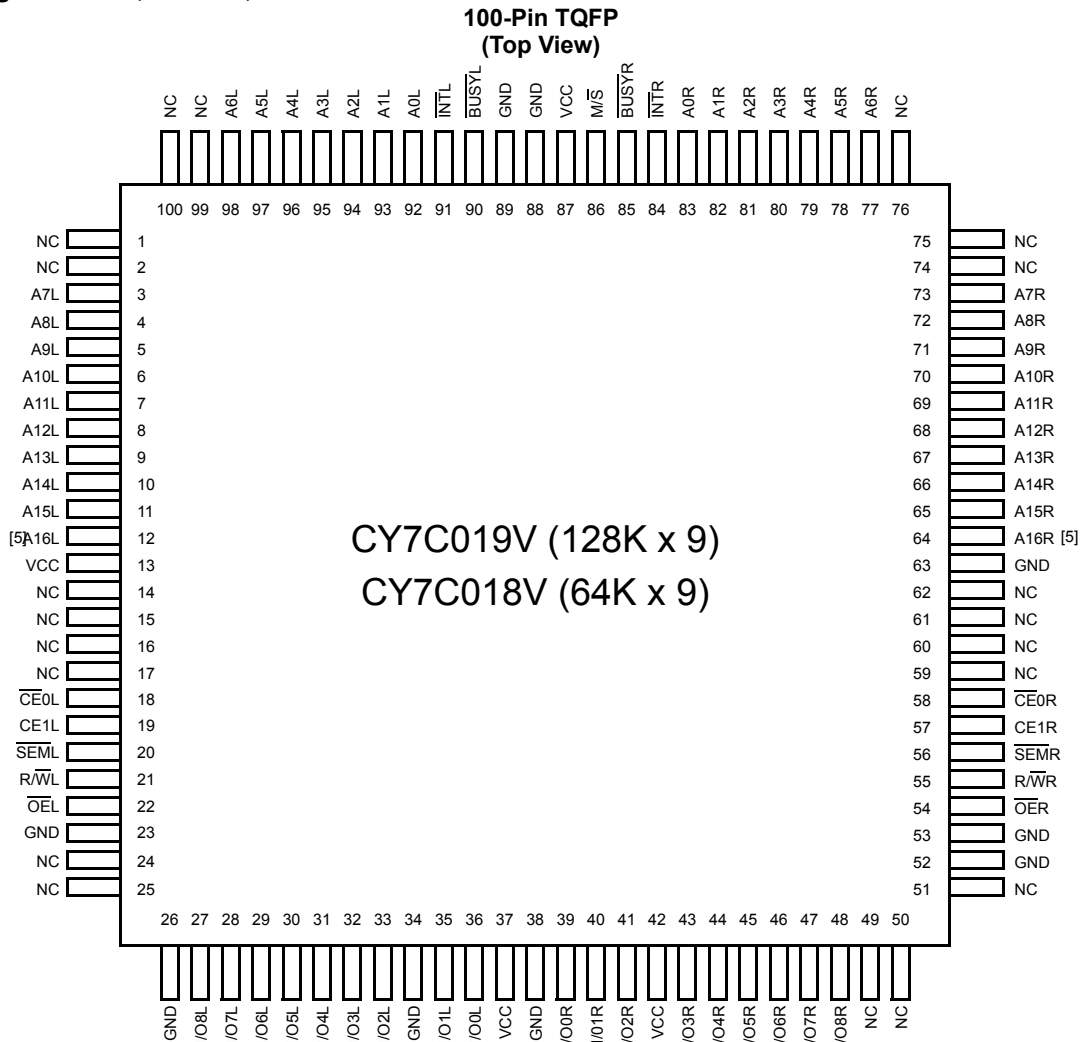 100-Pin TQFP
(Top View)
NC NC A6L A5L A4L A3L A2L A1L A0L INTL BUSYL GND GND VCC M/S BUSYR INTR A0R A1R A2R A3R A4R A5R A6R NC
100 99 98 97 96 95 94 93 92 91 90 89 88 87 86 85 84 83 82 81 80 79 78 77 76
NC 1 75 NC
NC 2 74 NC
A7L 3 73 A7R
A8L 4 72 A8R
A9L 5 71 A9R
A10L 6 70 A10R
A11L 7 69 A11R
A12L 8 68 A12R
A13L 9 67 A13R
A14L 10 66 A14R
A15L 11 65 A15R
[5]A16L 12 64 A16R [5]
VCC 13 63 GND
NC 14 62 NC
NC 15 61 NC
NC 16 60 NC
NC 17 59 NC
CE0L 18 58 CE0R
CE1L 19 57 CE1R
SEML 20 56 SEMR
R/WL 21 55 R/WR
OEL 22 54 OER
GND 23 53 GND
NC 24 52 GND
NC 25 51 NC
CY7C019V (128K x 9)
CY7C018V (64K x 9)
26 27 28 29 30 31 32 33 34 35 36 37 38 39 40 41 42 43 44 45 46 47 48 49 50
GND /O8L /O7L /O6L /O5L /O4L /O3L /O2L GND /O1L /O0L VCC GND /O0R I/01R /O2R VCC /O3R /O4R /O5R /O6R /O7R /O8R NC NC